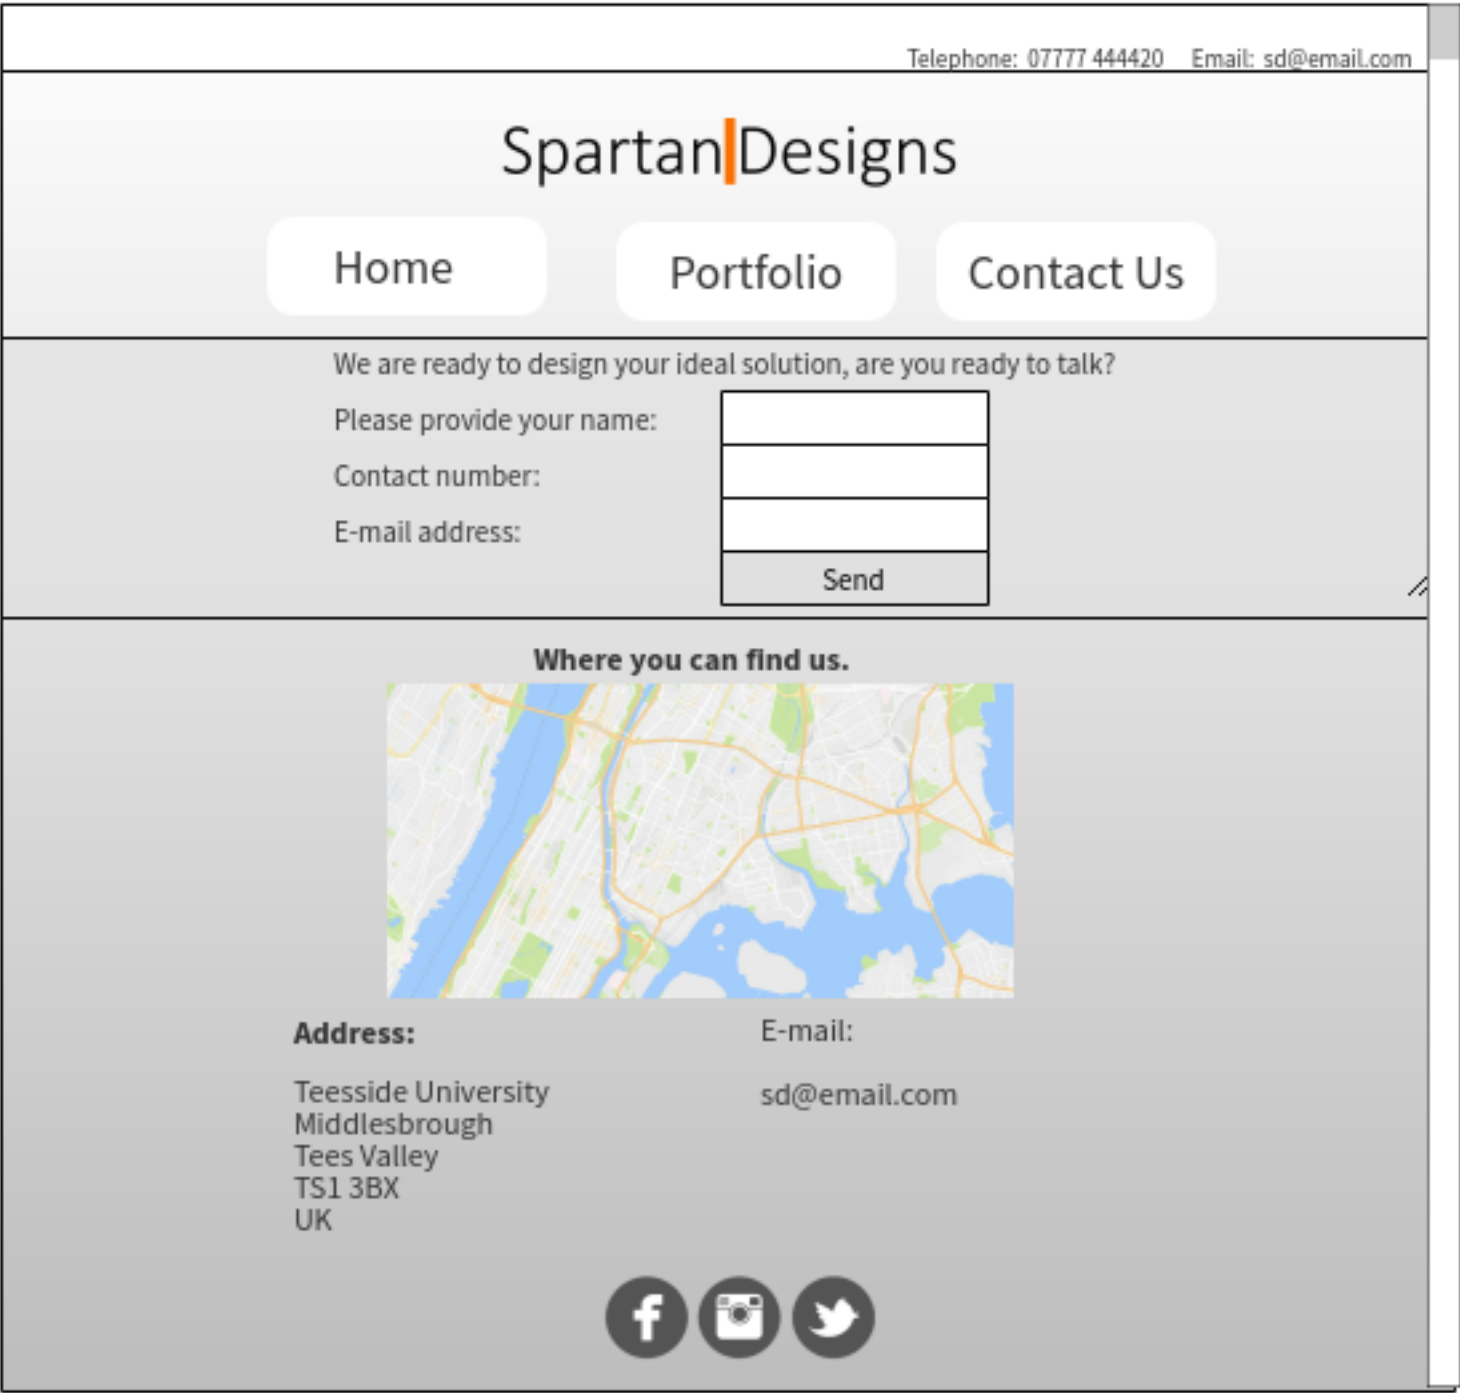 Telephone: 07777 444420 Email: sd@email.com
Spartan Designs
Home Portfolio Contact Us
We are ready to design your ideal solution, are you ready to talk?
Please provide your name:
Contact number:
E-mail address:
Send
Where you can find us.
Address:
Teesside University
Middlesbrough
Tees Valley
TS1 3BX
UK
E-mail:
sd@email.com